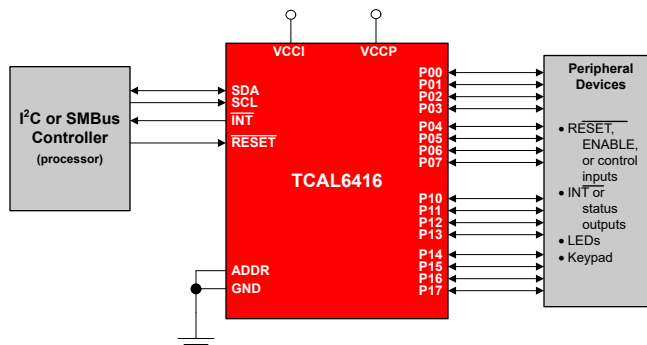 VCCI
VCCP
I²C or SMBus
Controller
(processor)
SDA
SCL
INT
RESET
ADDR
GND
TCAL6416
P00
P01
P02
P03
P04
P05
P06
P07
P10
P11
P12
P13
P14
P15
P16
P17
Peripheral
Devices
• RESET,
ENABLE,
or control
inputs
• INT or
status
outputs
• LEDs
• Keypad